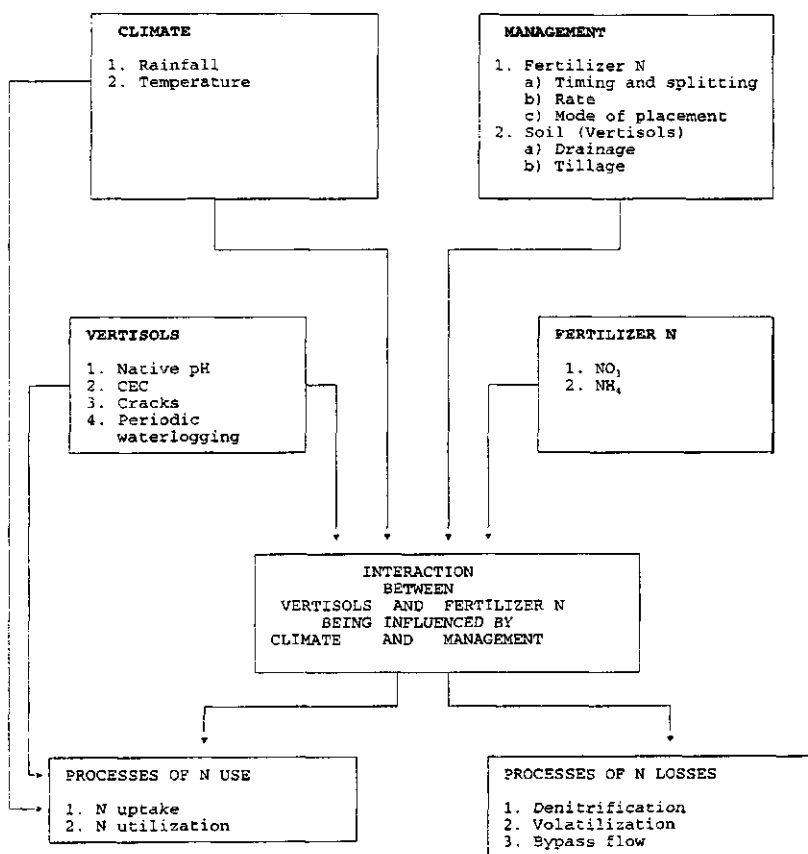 CLIMATE
1. Rainfall
2. Temperature
MANAGEMENT
1. Fertilizer N
a) Timing and splitting
b) Rate
c) Mode of placement
2. Soil (Vertisols)
a) Drainage
b) Tillage
VERTISOLS
1. Native pH
2. CEC
3. Cracks
4. Periodic
waterlogging
FERTILIZER N
1. NO₃
2. NH₄
INTERACTION
BETWEEN
VERTISOLS AND FERTILIZER N
BEING INFLUENCED BY
CLIMATE AND MANAGEMENT
PROCESSES OF N USE
1. N uptake
2. N utilization
PROCESSES OF N LOSSES
1. Denitrification
2. Volatilization
3. Bypass flow